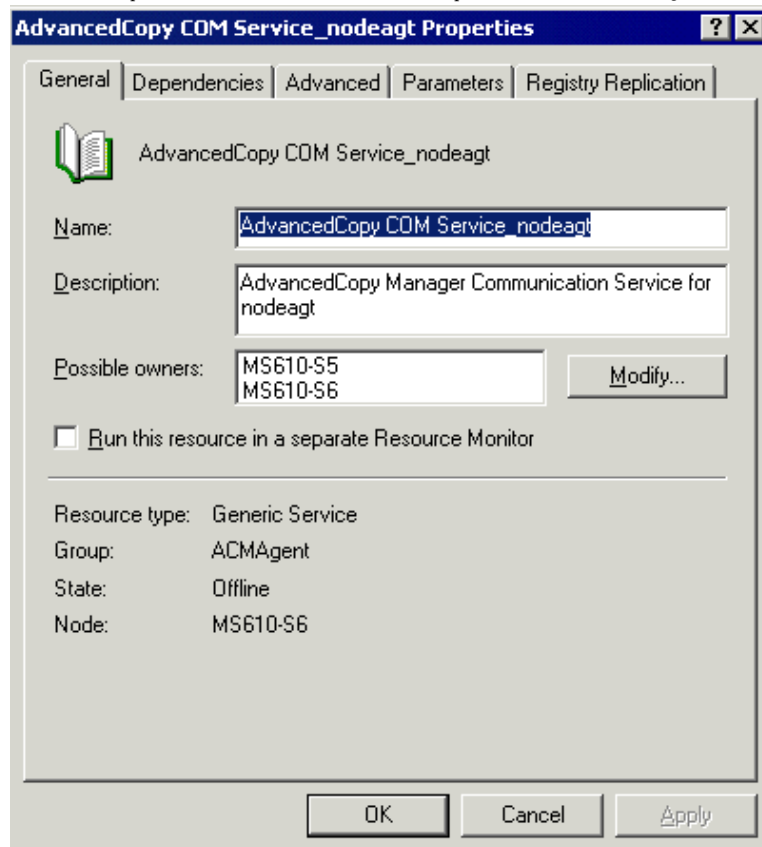 AdvancedCopy COM Service_nodeagt Properties
General Dependencies Advanced Parameters Registry Replication
AdvancedCopy COM Service_nodeagt
Name: AdvancedCopy COM Service_nodeagt
Description: AdvancedCopy Manager Communication Service for
nodeagt
Possible owners: MS610-S5 Modify...
MS610-S6
Run this resource in a separate Resource Monitor
Resource type: Generic Service
Group: ACMAgent
State: Offline
Node: MS610-S6
OK Cancel Apply